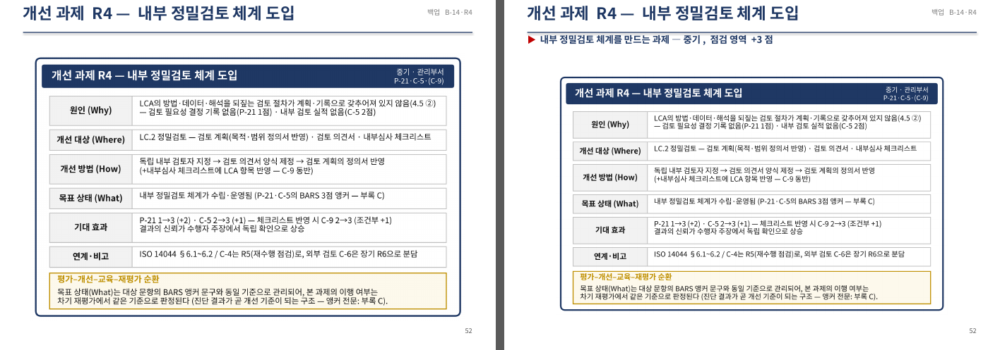 개선 과제 R4 — 내부 정밀검토 체계 도입
백업 B-14·R4
개선 과제 R4 — 내부 정밀검토 체계 도입
중기 · 관리부서
P-21·C-5·(C-9)
원인 (Why)
LCA의 방법·데이터·해석을 되짚는 검토 절차가 계획·기록으로 갖추어져 있지 않음(4.5 ②)
— 검토 필요성 결정 기록 없음(P-21 1점) · 내부 검토 실적 없음(C-5 2점)
개선 대상 (Where)
LC.2 정밀검토 — 검토 계획(목적·범위 정의서 반영) · 검토 의견서 · 내부심사 체크리스트
개선 방법 (How)
독립 내부 검토자 지정 → 검토 의견서 양식 제정 → 검토 계획의 정의서 반영
(+내부심사 체크리스트에 LCA 항목 반영 — C-9 동반)
목표 상태 (What)
내부 정밀검토 체계가 수립·운영됨 (P-21·C-5의 BARS 3점 앵커 — 부록 C)
기대 효과
P-21 1→3 (+2) · C-5 2→3 (+1) — 체크리스트 반영 시 C-9 2→3 (조건부 +1)
결과의 신뢰가 수행자 주장에서 독립 확인으로 상승
연계·비고
ISO 14044 §6.1~6.2 / C-4는 R5(재수행 점검)로, 외부 검토 C-6은 장기 R6으로 분담
평가–개선–교육–재평가 순환
목표 상태(What)는 대상 문항의 BARS 앵커 문구와 동일 기준으로 관리되어, 본 과제의 이행 여부는
차기 재평가에서 같은 기준으로 판정된다 (진단 결과가 곧 개선 기준이 되는 구조 — 앵커 전문: 부록 C).
52
개선 과제 R4 — 내부 정밀검토 체계 도입
백업 B-14·R4
▶ 내부 정밀검토 체계를 만드는 과제 — 중기 , 점검 영역 +3 점
개선 과제 R4 — 내부 정밀검토 체계 도입
중기 · 관리부서
P-21·C-5·(C-9)
원인 (Why)
LCA의 방법·데이터·해석을 되짚는 검토 절차가 계획·기록으로 갖추어져 있지 않음(4.5 ②)
— 검토 필요성 결정 기록 없음(P-21 1점) · 내부 검토 실적 없음(C-5 2점)
개선 대상 (Where)
LC.2 정밀검토 — 검토 계획(목적·범위 정의서 반영) · 검토 의견서 · 내부심사 체크리스트
개선 방법 (How)
독립 내부 검토자 지정 → 검토 의견서 양식 제정 → 검토 계획의 정의서 반영
(+내부심사 체크리스트에 LCA 항목 반영 — C-9 동반)
목표 상태 (What)
내부 정밀검토 체계가 수립·운영됨 (P-21·C-5의 BARS 3점 앵커 — 부록 C)
기대 효과
P-21 1→3 (+2) · C-5 2→3 (+1) — 체크리스트 반영 시 C-9 2→3 (조건부 +1)
결과의 신뢰가 수행자 주장에서 독립 확인으로 상승
연계·비고
ISO 14044 §6.1~6.2 / C-4는 R5(재수행 점검)로, 외부 검토 C-6은 장기 R6으로 분담
평가–개선–교육–재평가 순환
목표 상태(What)는 대상 문항의 BARS 앵커 문구와 동일 기준으로 관리되어, 본 과제의 이행 여부는
차기 재평가에서 같은 기준으로 판정된다 (진단 결과가 곧 개선 기준이 되는 구조 — 앵커 전문: 부록 C).
52